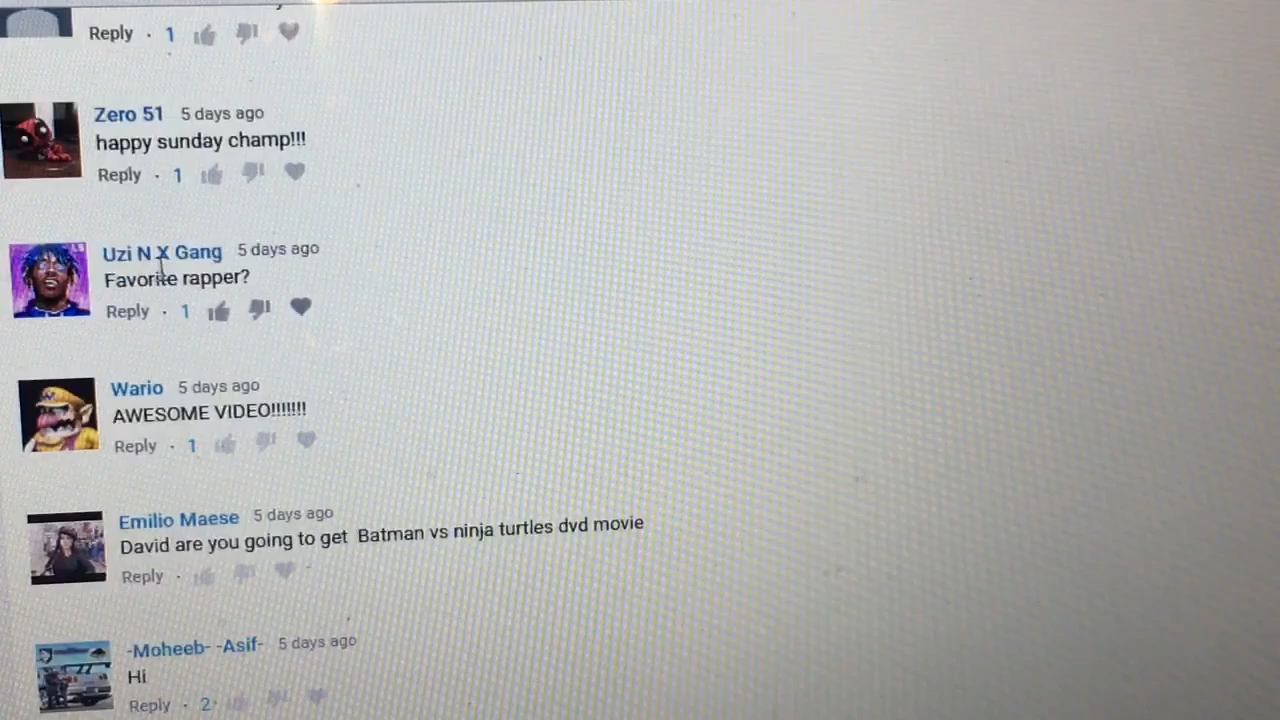 Reply · 1
Zero 51 5 days ago
happy sunday champ!!!
Reply · 1
Uzi N X Gang 5 days ago
Favorite rapper?
Reply · 1
Wario 5 days ago
AWESOME VIDEO!!!!!!!
Reply · 1
Emilio Maese 5 days ago
David are you going to get Batman vs ninja turtles dvd movie
Reply ·
-Moheeb- -Asif- 5 days ago
Hi
Reply · 2